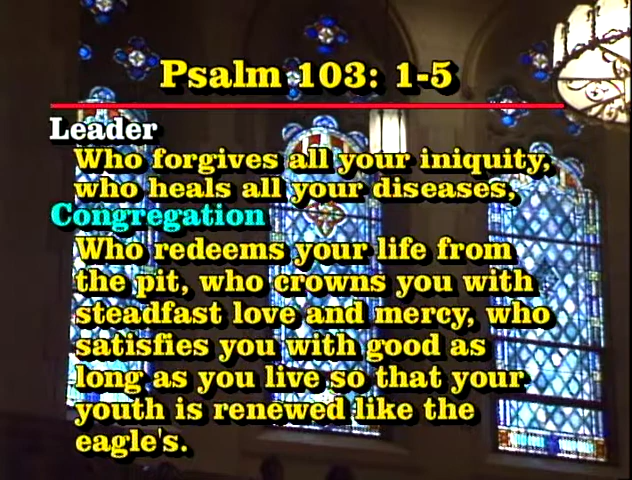 Psalm 103: 1-5
Leader
Who forgives all your iniquity,
who heals all your diseases,
Congregation
Who redeems your life from
the pit, who crowns you with
steadfast love and mercy, who
satisfies you with good as
long as you live so that your
youth is renewed like the
eagle's.